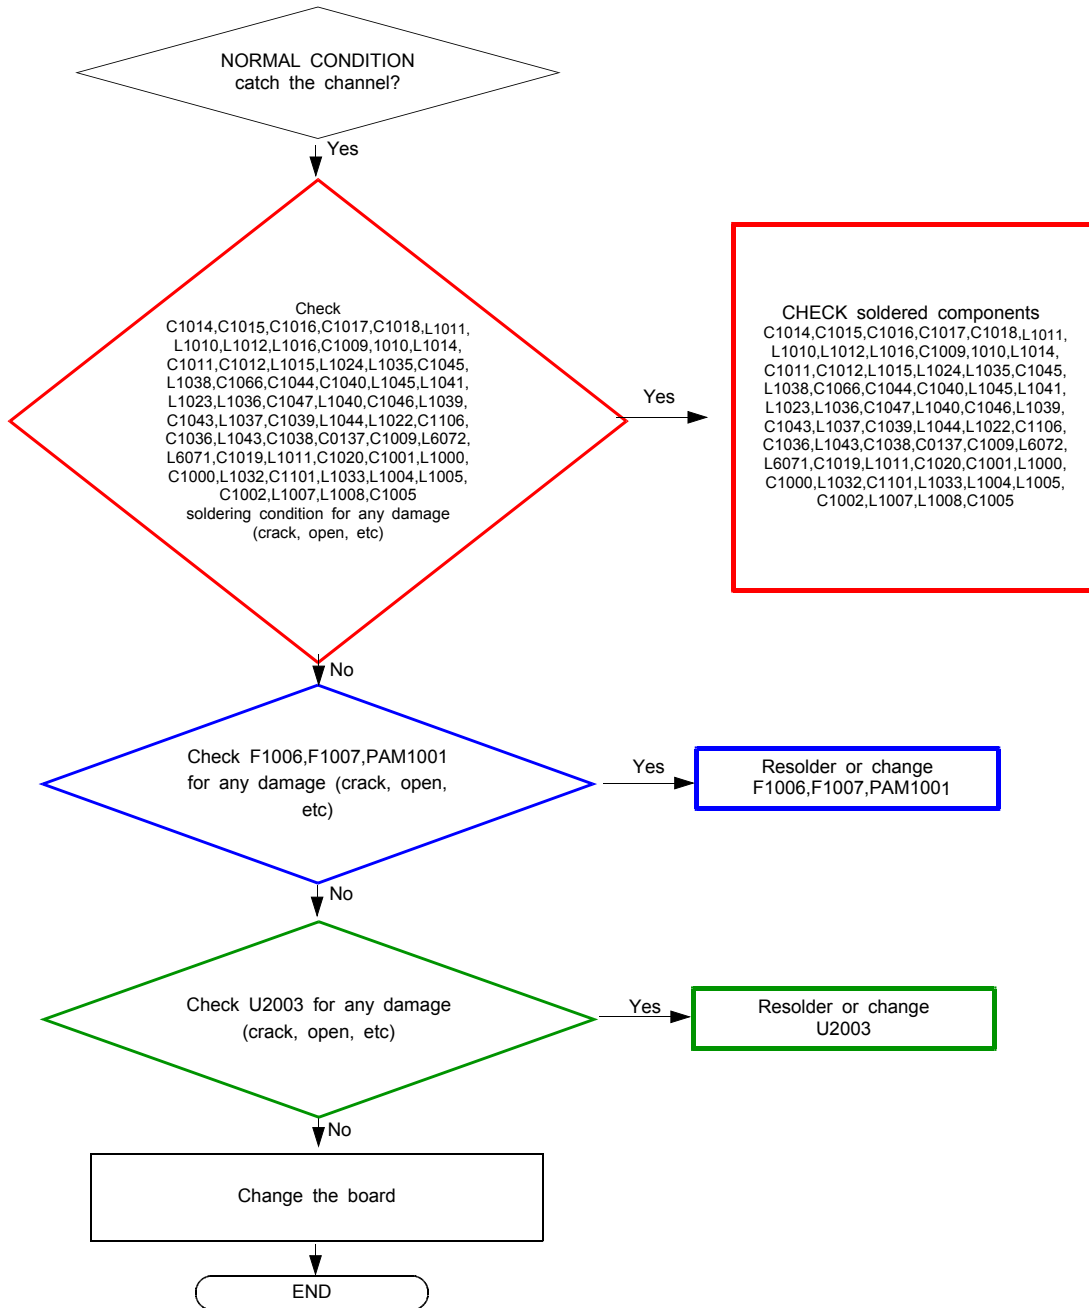 NORMAL CONDITION
catch the channel?
Yes
Check
C1014,C1015,C1016,C1017,C1018,L1011,
L1010,L1012,L1016,C1009,1010,L1014,
C1011,C1012,L1015,L1024,L1035,C1045,
L1038,C1066,C1044,C1040,L1045,L1041,
L1023,L1036,C1047,L1040,C1046,L1039,
C1043,L1037,C1039,L1044,L1022,C1106,
C1036,L1043,C1038,C0137,C1009,L6072,
L6071,C1019,L1011,C1020,C1001,L1000,
C1000,L1032,C1101,L1033,L1004,L1005,
C1002,L1007,L1008,C1005
soldering condition for any damage
(crack, open, etc)
Yes
CHECK soldered components
C1014,C1015,C1016,C1017,C1018,L1011,
L1010,L1012,L1016,C1009,1010,L1014,
C1011,C1012,L1015,L1024,L1035,C1045,
L1038,C1066,C1044,C1040,L1045,L1041,
L1023,L1036,C1047,L1040,C1046,L1039,
C1043,L1037,C1039,L1044,L1022,C1106,
C1036,L1043,C1038,C0137,C1009,L6072,
L6071,C1019,L1011,C1020,C1001,L1000,
C1000,L1032,C1101,L1033,L1004,L1005,
C1002,L1007,L1008,C1005
No
Check F1006,F1007,PAM1001
for any damage (crack, open,
etc)
Yes
Resolder or change
F1006,F1007,PAM1001
No
Check U2003 for any damage
(crack, open, etc)
Yes
Resolder or change
U2003
No
Change the board
END